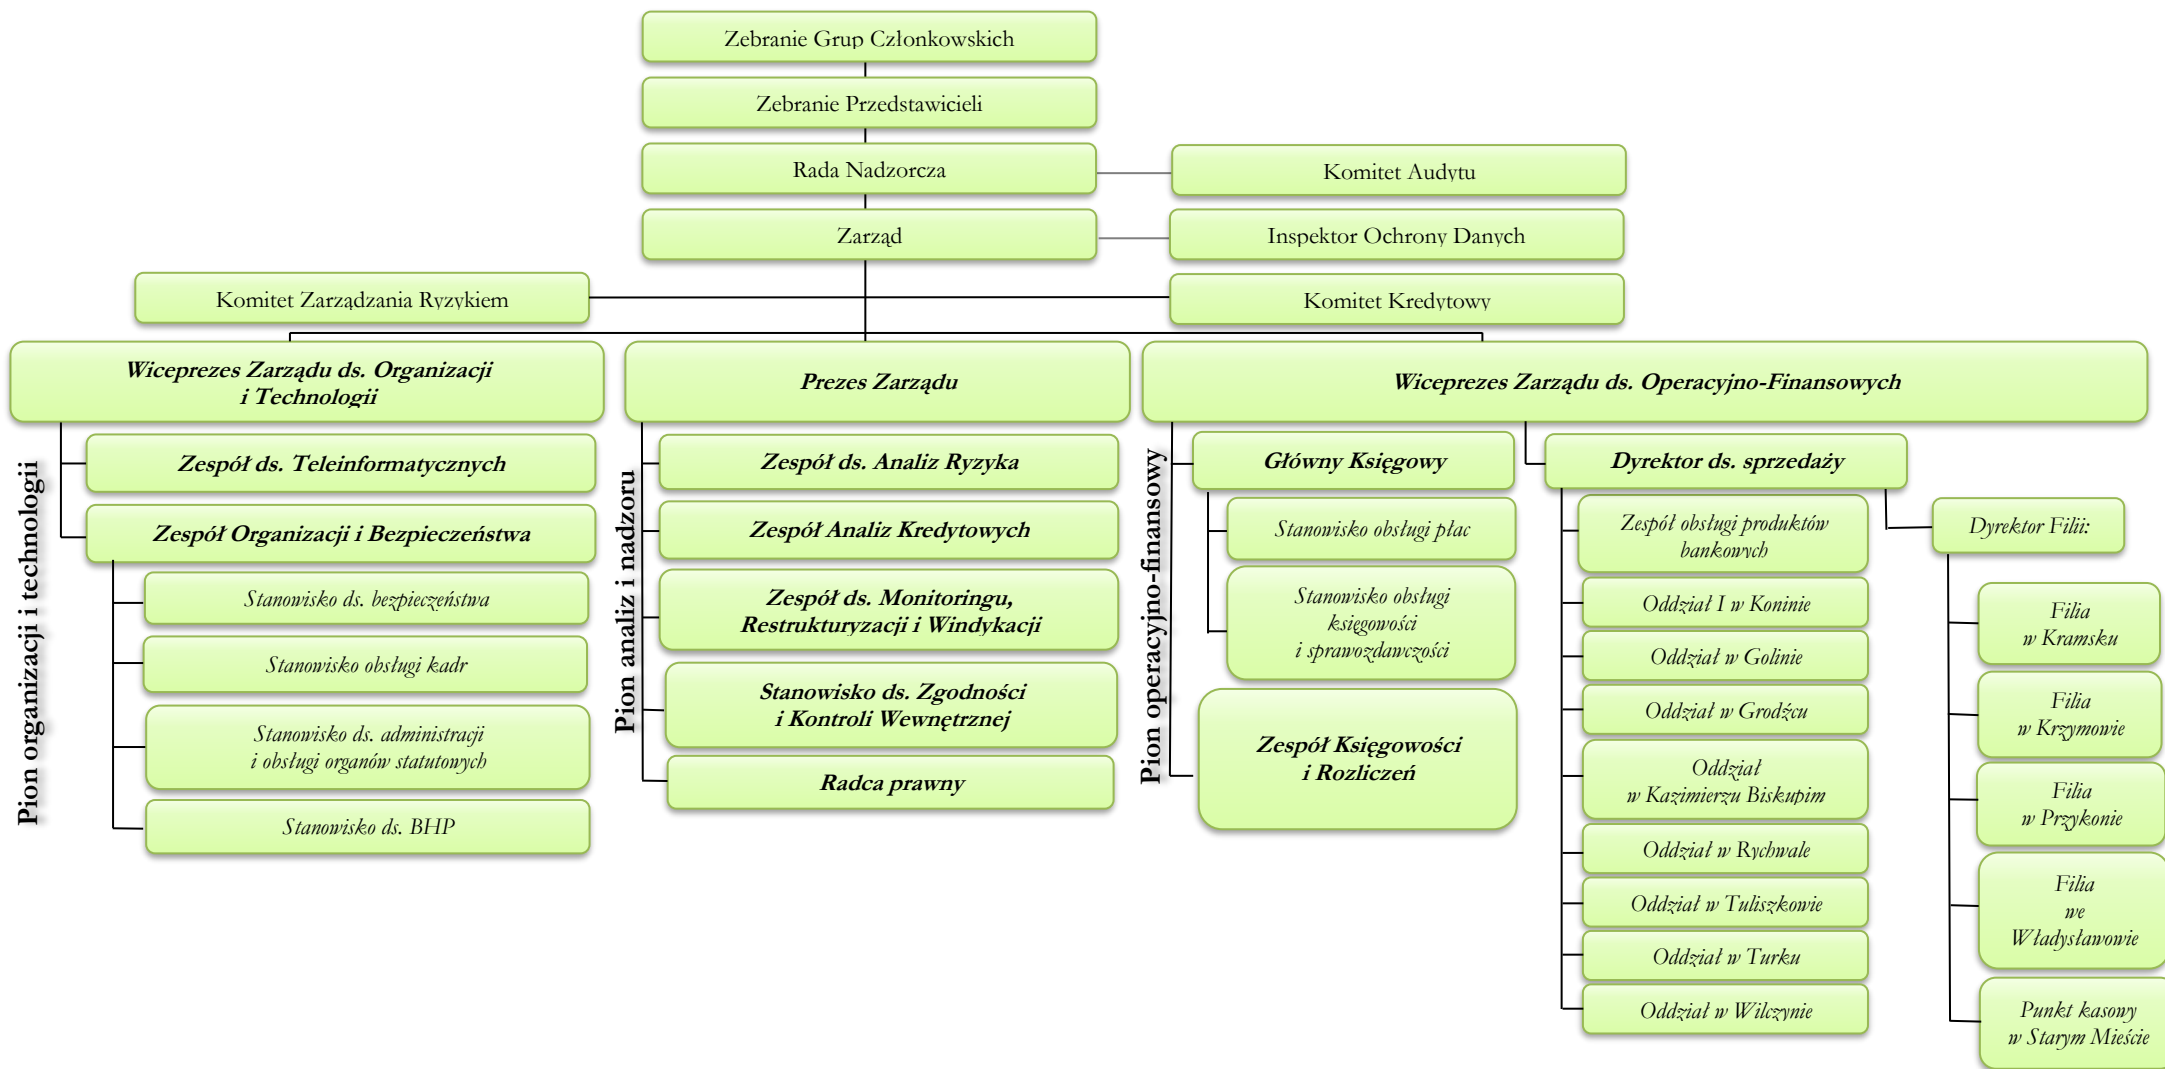 Zebranie Grup Członkowskich
Zebranie Przedstawicieli
Rada Nadzorcza
Komitet Audytu
Zarząd
Inspektor Ochrony Danych
Komitet Zarządzania Ryzykiem
Komitet Kredytowy
Wiceprezes Zarządu ds. Organizacji
i Technologii
Prezes Zarządu
Wiceprezes Zarządu ds. Operacyjno-Finansowych
Pion organizacji i technologii
Zespół ds. Teleinformatycznych
Zespół Organizacji i Bezpieczeństwa
Stanowisko ds. bezpieczeństwa
Stanowisko obsługi kadr
Stanowisko ds. administracji
i obsługi organów statutowych
Stanowisko ds. BHP
Pion analiz i nadzoru
Zespół ds. Analiz Ryzyka
Zespół Analiz Kredytowych
Zespół ds. Monitoringu,
Restrukturyzacji i Windykacji
Stanowisko ds. Zgodności
i Kontroli Wewnętrznej
Radca prawny
Pion operacyjno-finansowy
Główny Księgowy
Stanowisko obsługi płac
Stanowisko obsługi
księgowości
i sprawozdawczości
Zespół Księgowości
i Rozliczeń
Dyrektor ds. sprzedaży
Zespół obsługi produktów
bankowych
Oddział I w Koninie
Oddział w Golinie
Oddział w Grodźcu
Oddział
w Kazimierzu Biskupim
Oddział w Rychwale
Oddział w Tuliszkowie
Oddział w Turku
Oddział w Wilczynie
Dyrektor Filii:
Filia
w Kramsku
Filia
w Krzymowie
Filia
w Przykonie
Filia
we
Władysławowie
Punkt kasowy
w Starym Mieście